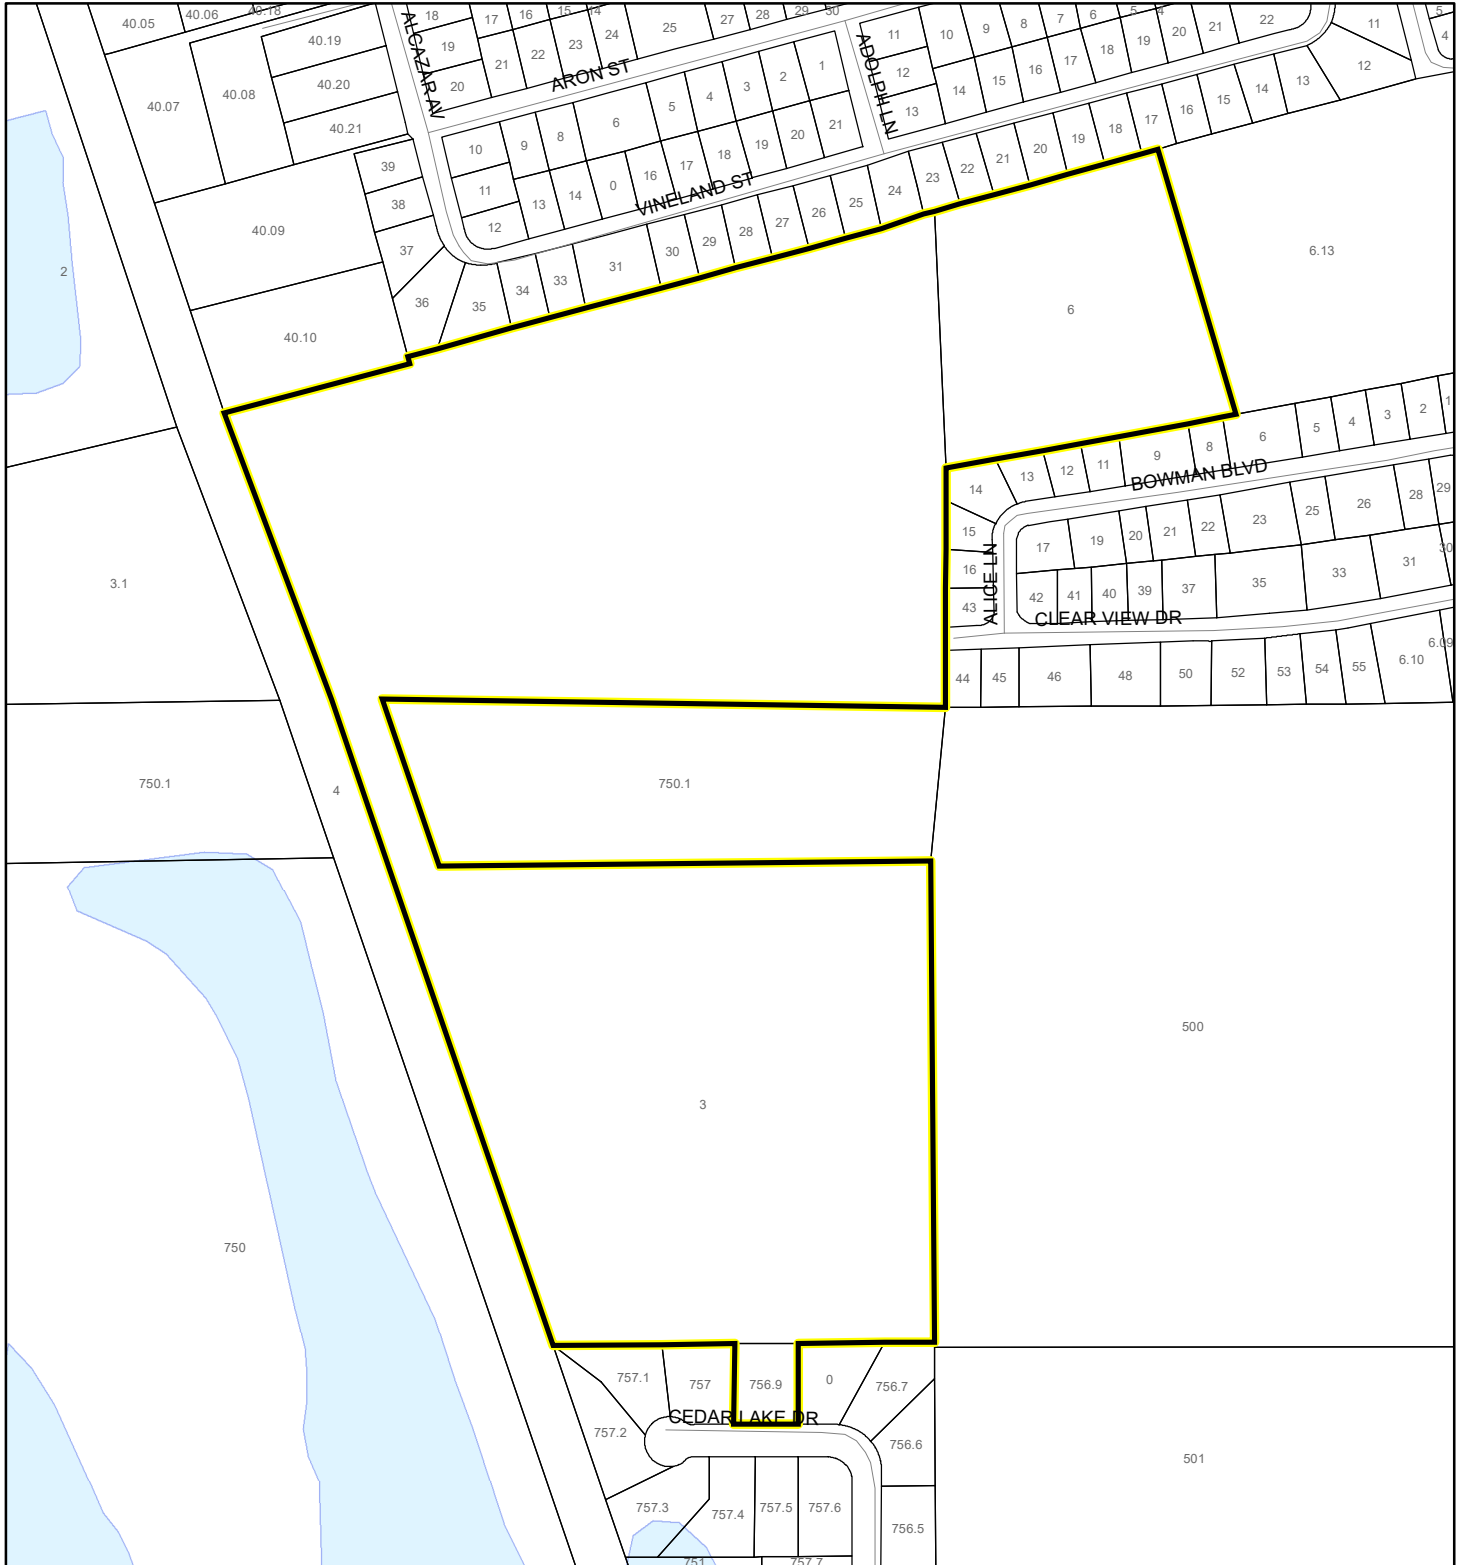 40.05 40.06 40.18 18 17 16 15 14 25 27 28 29 30 11 10 9 8 7 6 5 4 22 11 5
40.19 19 21 22 23 24 12 14 15 16 17 18 19 20 21 12 4
40.07 40.08 40.20 20 5 4 3 2 1 13 16 15 14 13
40.21
ALCAZAR AV
ARON ST
ADOLPH LN
10 9 8 6 21 20 19 18 17
39 11 13 14 0 16 17 18 19 20 21
38 12
VINELAND ST
40.09 37 31 30 29 28 27 26 25 24 23 22 21 20 19 18 17
2
36 35 34 33
40.10
6
6.13
14 13 12 11 9 8 6 5 4 3 2 1
BOWMAN BLVD
15 17 19 20 21 22 23 25 26 28 29
ALICE LN
16 43 42 41 40 39 37 35 33 31 30
CLEAR VIEW DR
3.1
44 45 46 48 50 52 53 54 55 6.10 6.09
750.1
4
750.1
500
3
750
757.1 757 756.9 0 756.7
CEDAR LAKE DR
757.2 756.6
501
757.3 757.4 757.5 757.6 756.5
751 757.7